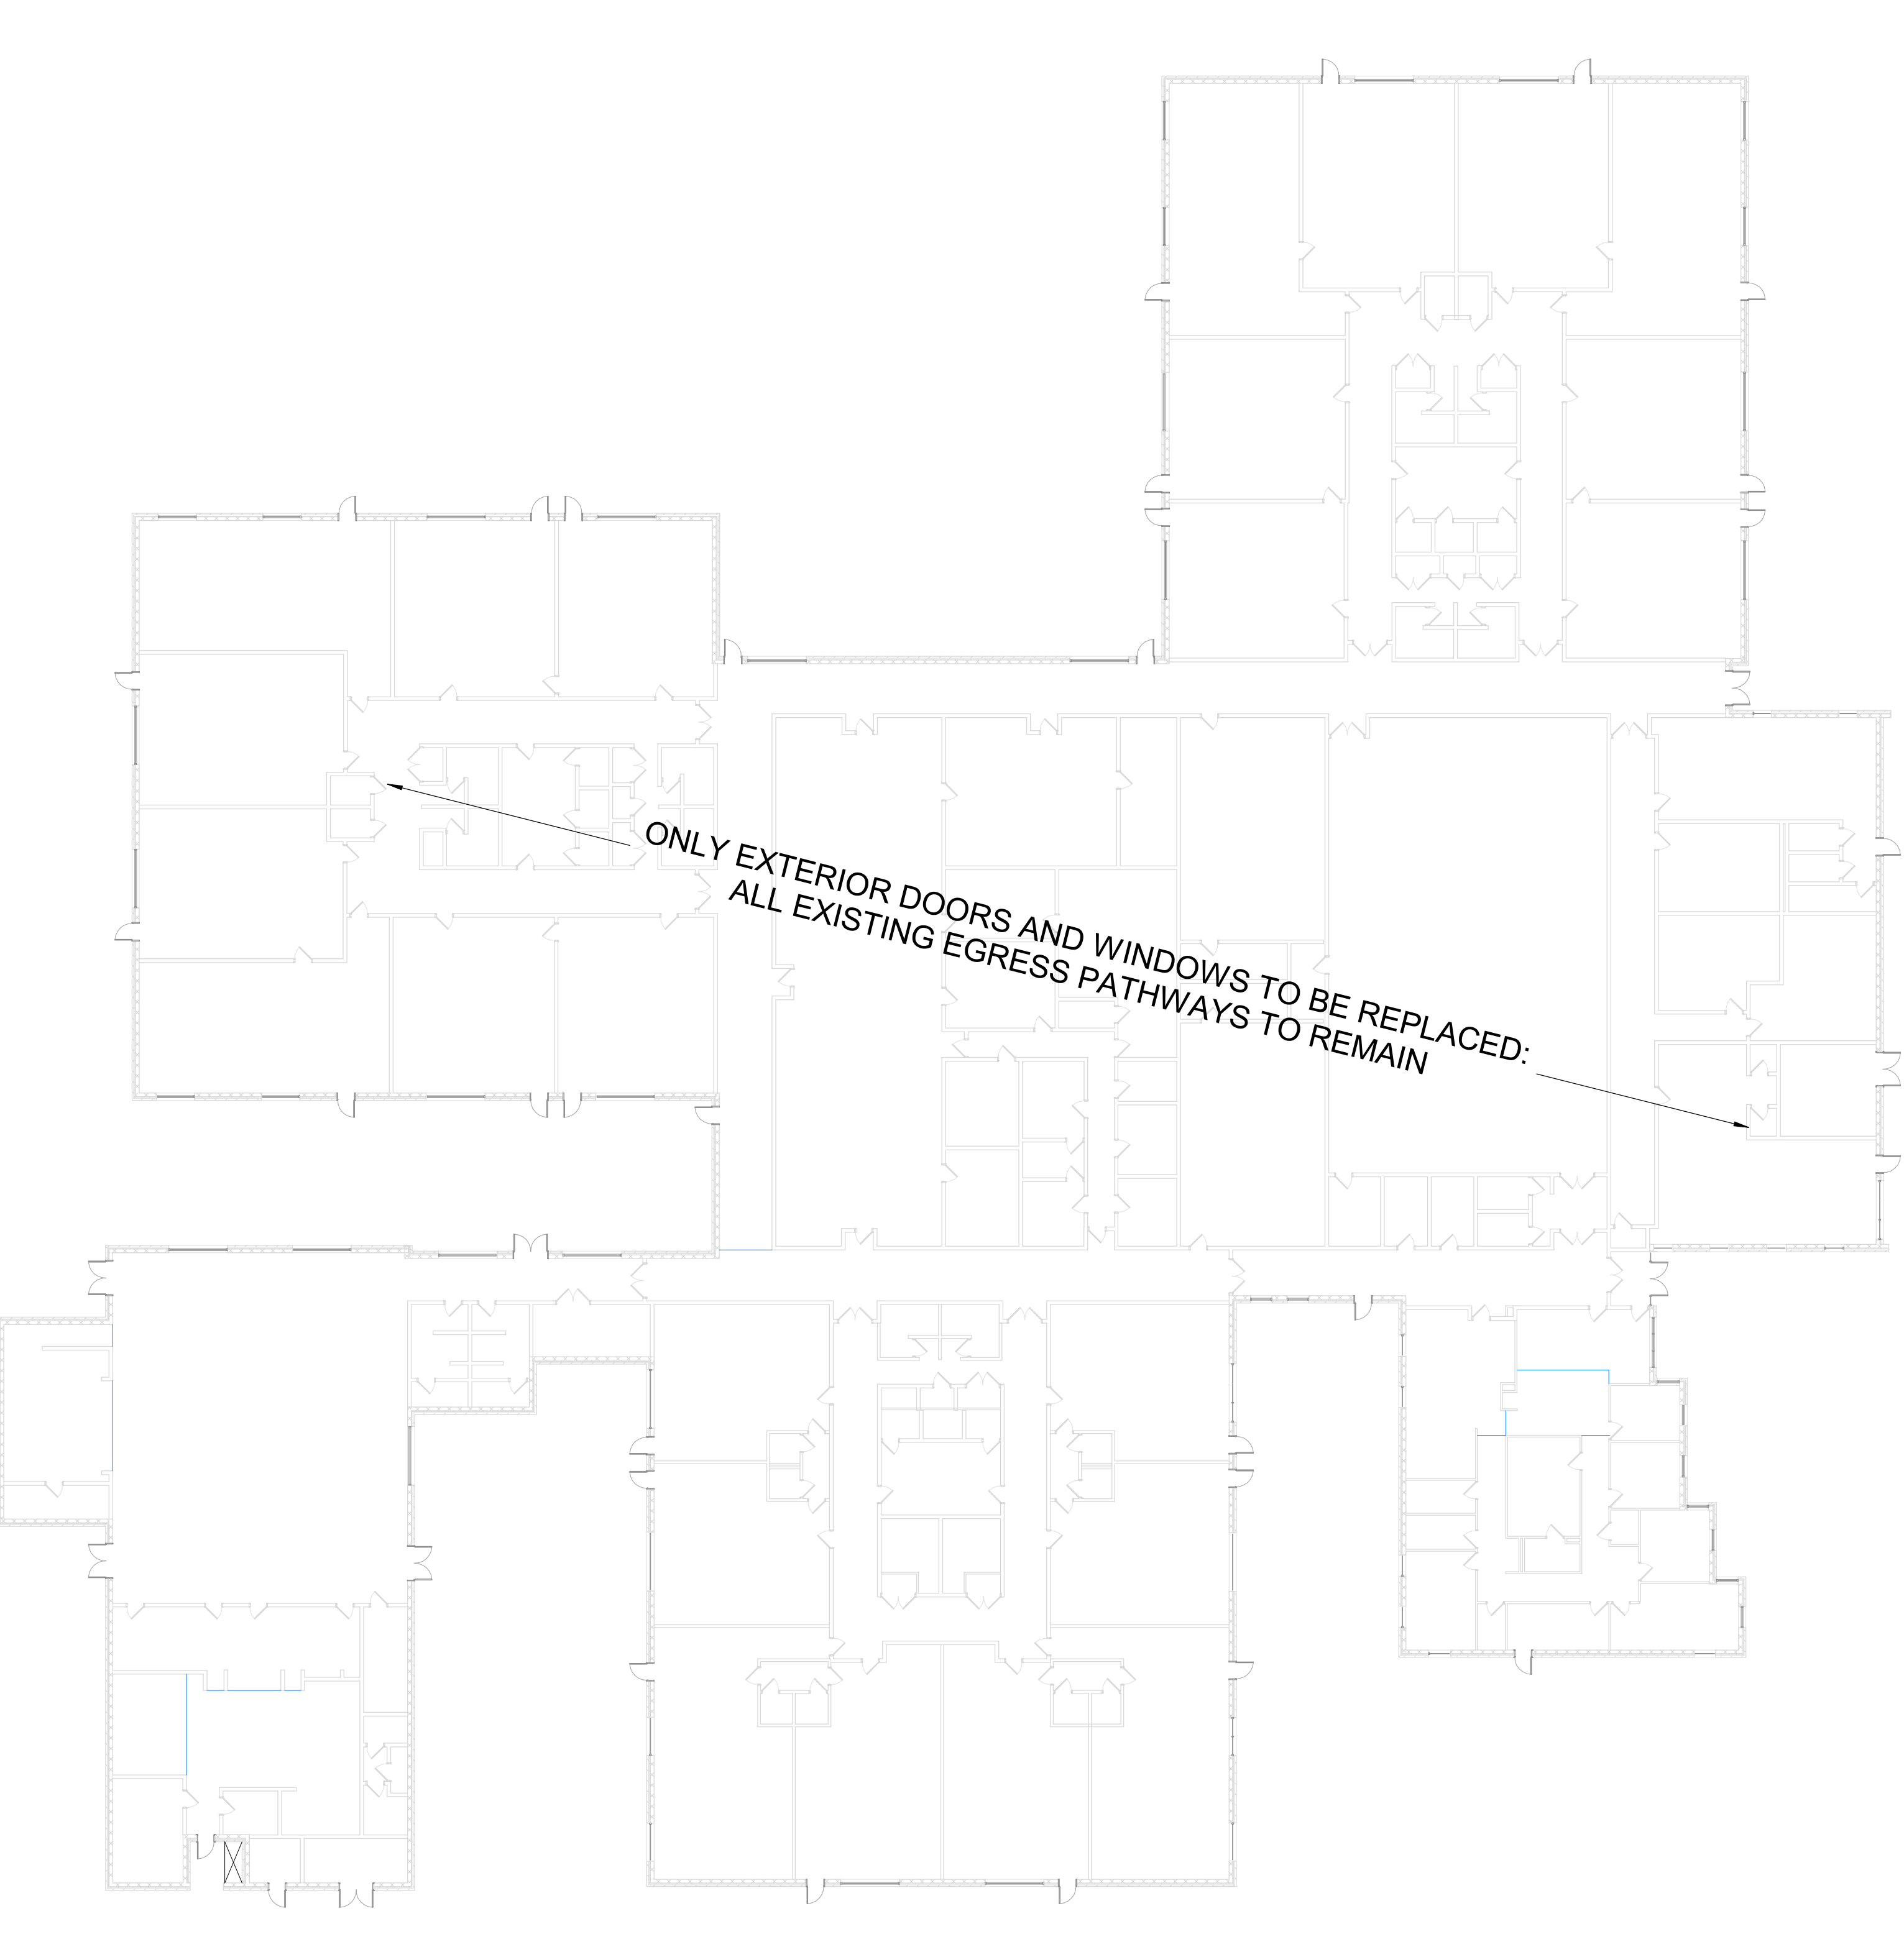 ONLY EXTERIOR DOORS AND WINDOWS TO BE REPLACED:
ALL EXISTING EGRESS PATHWAYS TO REMAIN